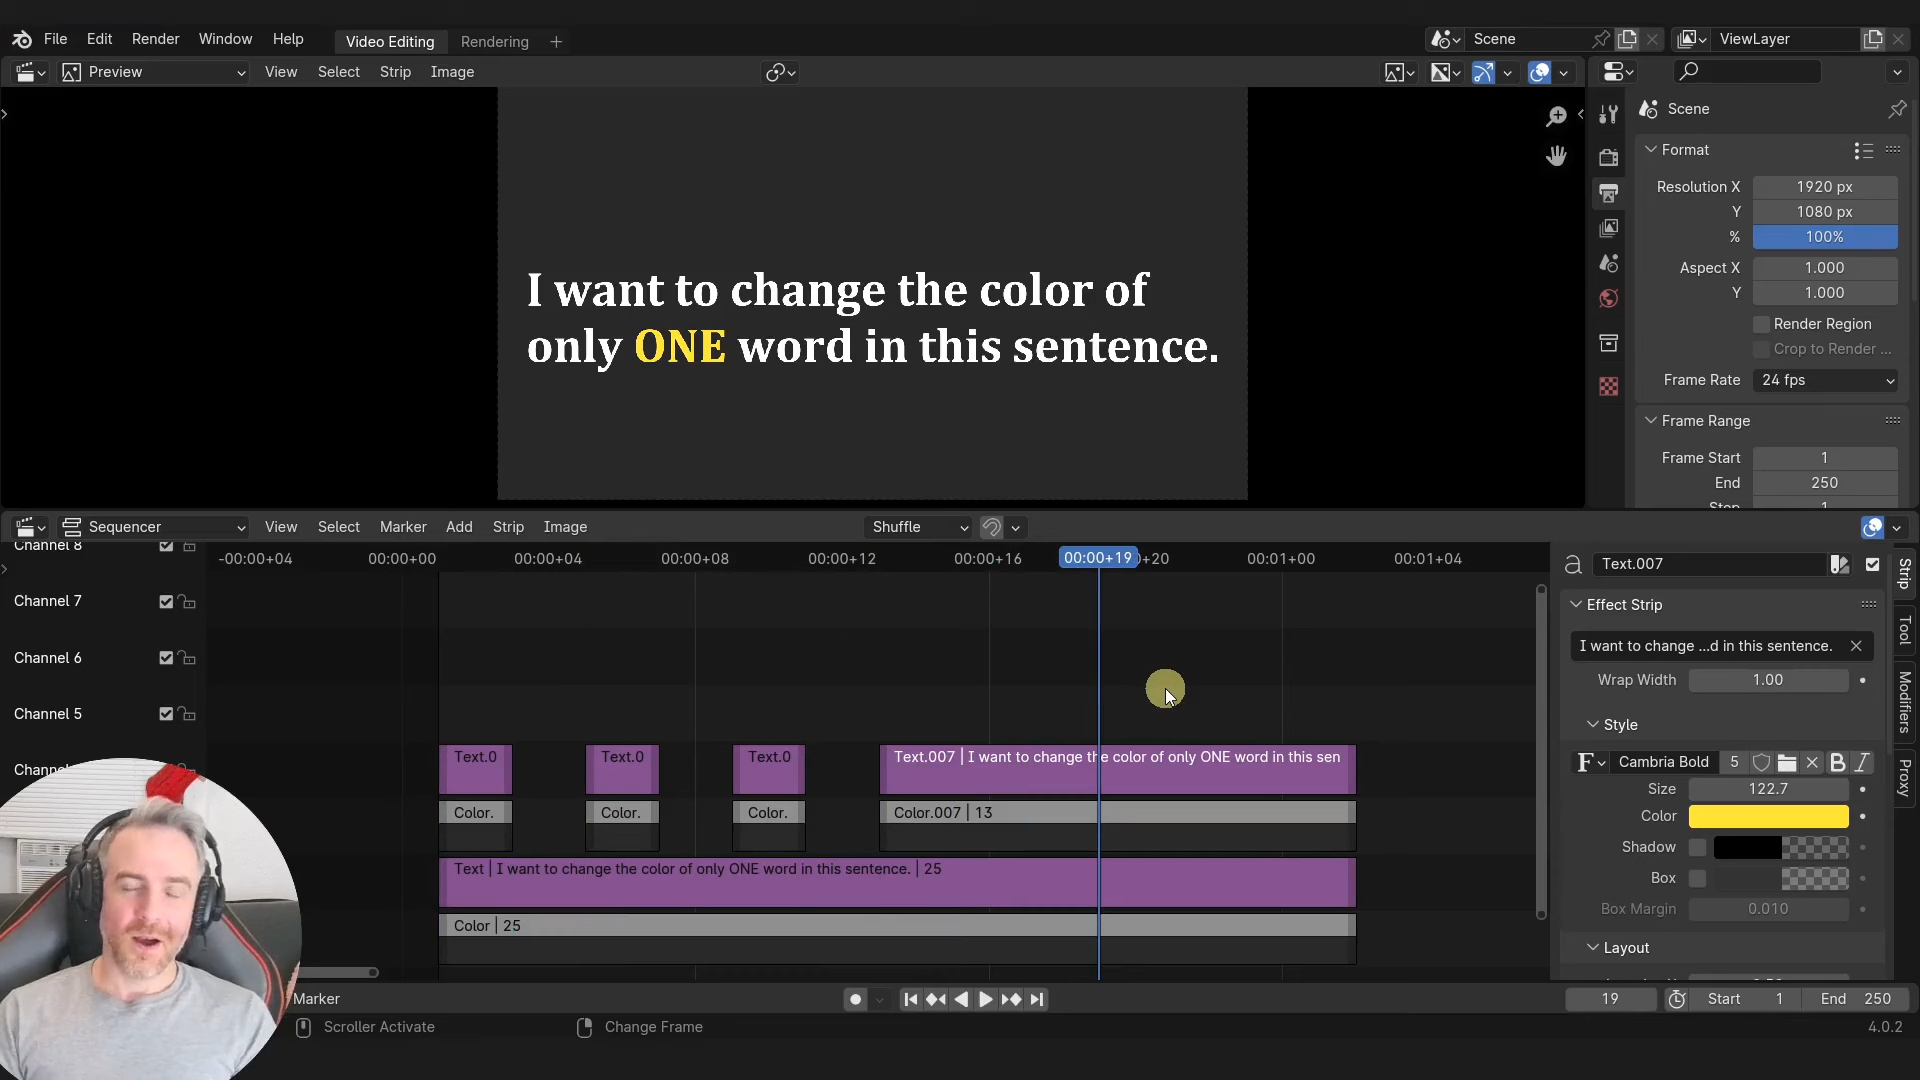 File Edit Render Window Help Video Editing Rendering + Scene ViewLayer
Preview View Select Strip Image
Scene
Format
Resolution X 1920 px
Y 1080 px
% 100%
Aspect X 1.000
Y 1.000
Render Region
Crop to Render ...
Frame Rate 24 fps
Frame Range
Frame Start 1
End 250
I want to change the color of
only ONE word in this sentence.
Sequencer View Select Marker Add Strip Image Shuffle
Channel 8
Channel 7
Channel 6
Channel 5
-00:00+04 00:00+00 00:00+04 00:00+08 00:00+12 00:00+16 00:00+19 +20 00:01+00 00:01+04
Text.0 Text.0 Text.0 Text.007 | I want to change the color of only ONE word in this sen
Color. Color. Color. Color.007 | 13
Text | I want to change the color of only ONE word in this sentence. | 25
Color | 25
Text.007
Effect Strip
I want to change ...d in this sentence.
Wrap Width 1.00
Style
Cambria Bold 5 B I
Size 122.7
Color
Shadow
Box
Box Margin 0.010
Layout
Strip
Tool
Modifiers
Proxy
Marker 19 Start 1 End 250
Scroller Activate Change Frame 4.0.2